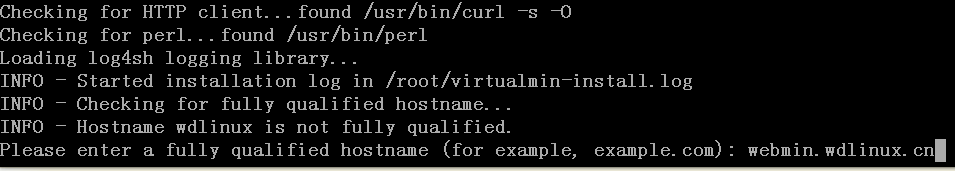 Checking for HTTP client...found /usr/bin/curl -s -O
Checking for perl...found /usr/bin/perl
Loading log4sh logging library...
INFO - Started installation log in /root/virtualmin-install.log
INFO - Checking for fully qualified hostname...
INFO - Hostname wdlinux is not fully qualified.
Please enter a fully qualified hostname (for example, example.com): webmin.wdlinux.cn